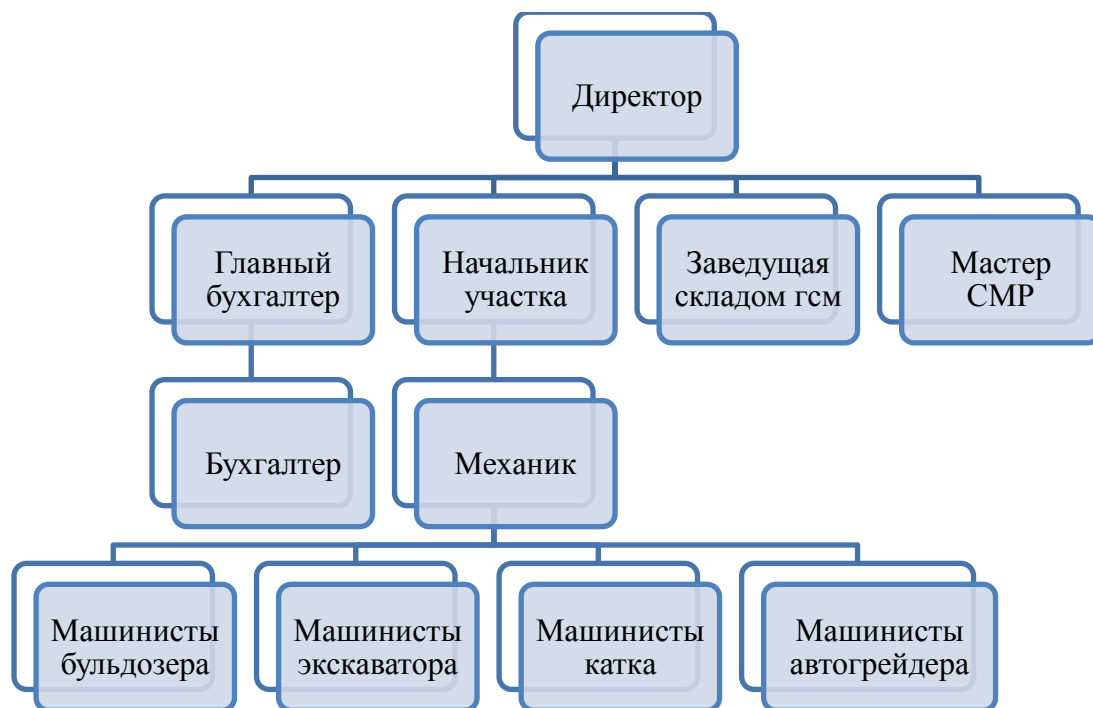 Директор
Главный
бухгалтер
Начальник
участка
Заведущая
складом гсм
Мастер
СМР
Бухгалтер
Механик
Машинисты
бульдозера
Машинисты
экскаватора
Машинисты
катка
Машинисты
автогрейдера